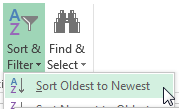 Sort & Find &
Filter Select
Sort Oldest to Newest